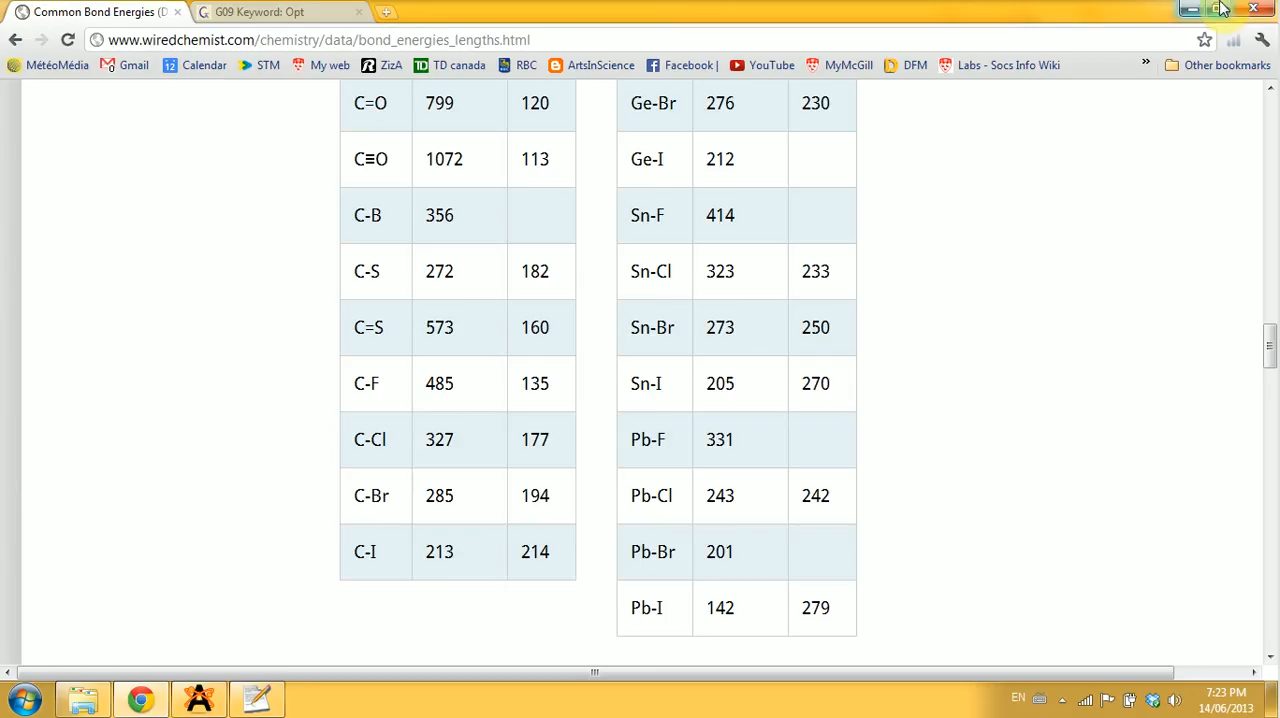 Common Bond Energies (D
G09 Keyword: Opt
www.wiredchemist.com/chemistry/data/bond_energies_lengths.html
MétéoMédia Gmail 12 Calendar STM My web ZizA TD canada RBC ArtsInScience Facebook | YouTube MyMcGill DFM Labs - Socs Info Wiki » Other bookmarks
C=O 799 120 Ge-Br 276 230
C≡O 1072 113 Ge-I 212
C-B 356 Sn-F 414
C-S 272 182 Sn-Cl 323 233
C=S 573 160 Sn-Br 273 250
C-F 485 135 Sn-I 205 270
C-Cl 327 177 Pb-F 331
C-Br 285 194 Pb-Cl 243 242
C-I 213 214 Pb-Br 201
Pb-I 142 279
EN 7:23 PM
14/06/2013